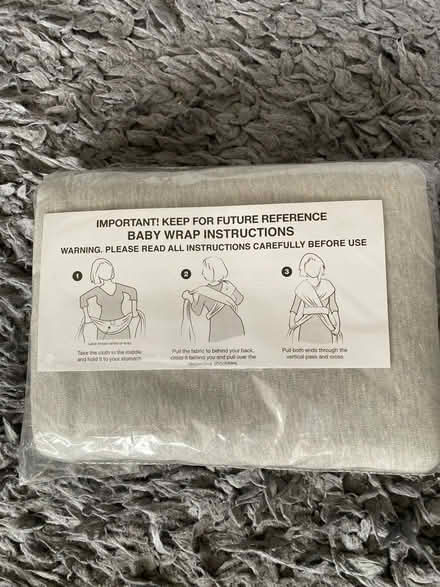 IMPORTANT! KEEP FOR FUTURE REFERENCE
BABY WRAP INSTRUCTIONS
WARNING. PLEASE READ ALL INSTRUCTIONS CAREFULLY BEFORE USE
1
2
3
Take the cloth in the middle
and hold it to your stomach
Pull the fabric to behind your back,
cross it behind you and pull over the
Pull both ends through the
vertical pass and cross.